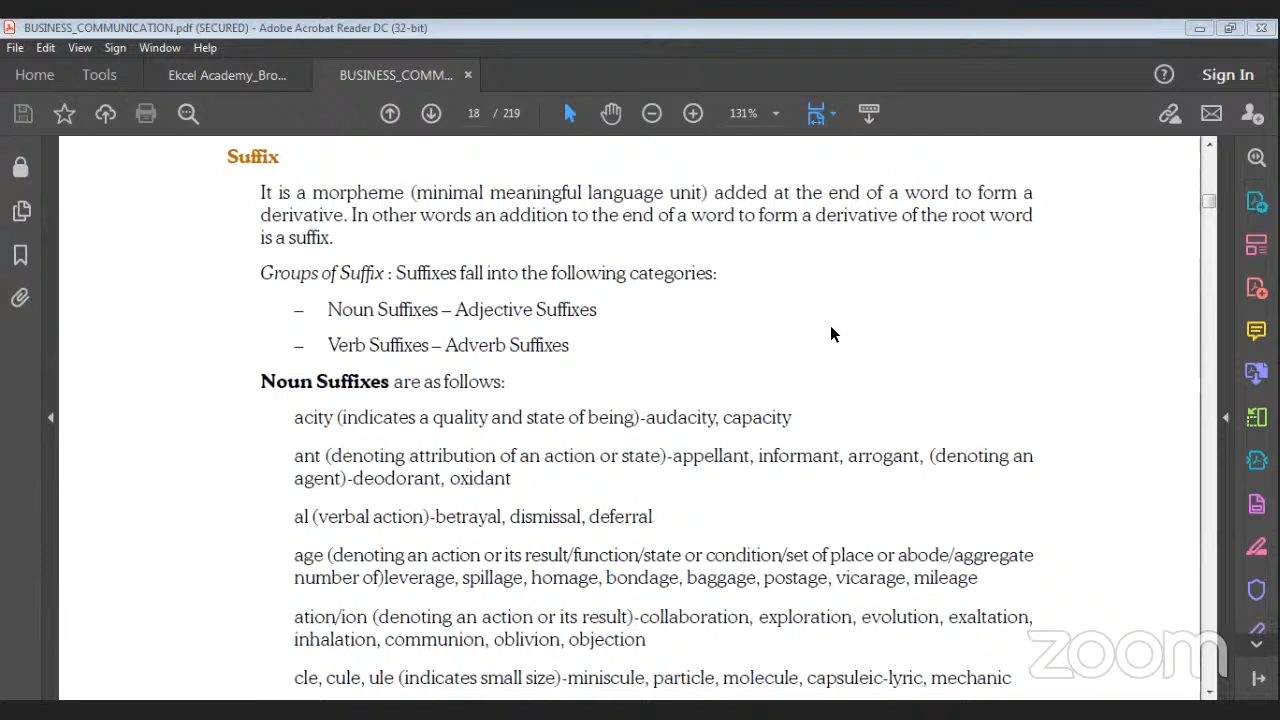 BUSINESS_COMMUNICATION.pdf (SECURED) - Adobe Acrobat Reader DC (32-bit)
File Edit View Sign Window Help
Home Tools Ekcel Academy_Bro... BUSINESS_COMM... × Sign In
18 / 219 131%
Suffix
It is a morpheme (minimal meaningful language unit) added at the end of a word to form a
derivative. In other words an addition to the end of a word to form a derivative of the root word
is a suffix.
Groups of Suffix : Suffixes fall into the following categories:
– Noun Suffixes – Adjective Suffixes
– Verb Suffixes – Adverb Suffixes
Noun Suffixes are as follows:
acity (indicates a quality and state of being)-audacity, capacity
ant (denoting attribution of an action or state)-appellant, informant, arrogant, (denoting an
agent)-deodorant, oxidant
al (verbal action)-betrayal, dismissal, deferral
age (denoting an action or its result/function/state or condition/set of place or abode/aggregate
number of)leverage, spillage, homage, bondage, baggage, postage, vicarage, mileage
ation/ion (denoting an action or its result)-collaboration, exploration, evolution, exaltation,
inhalation, communion, oblivion, objection
cle, cule, ule (indicates small size)-miniscule, particle, molecule, capsuleic-lyric, mechanic
zoom